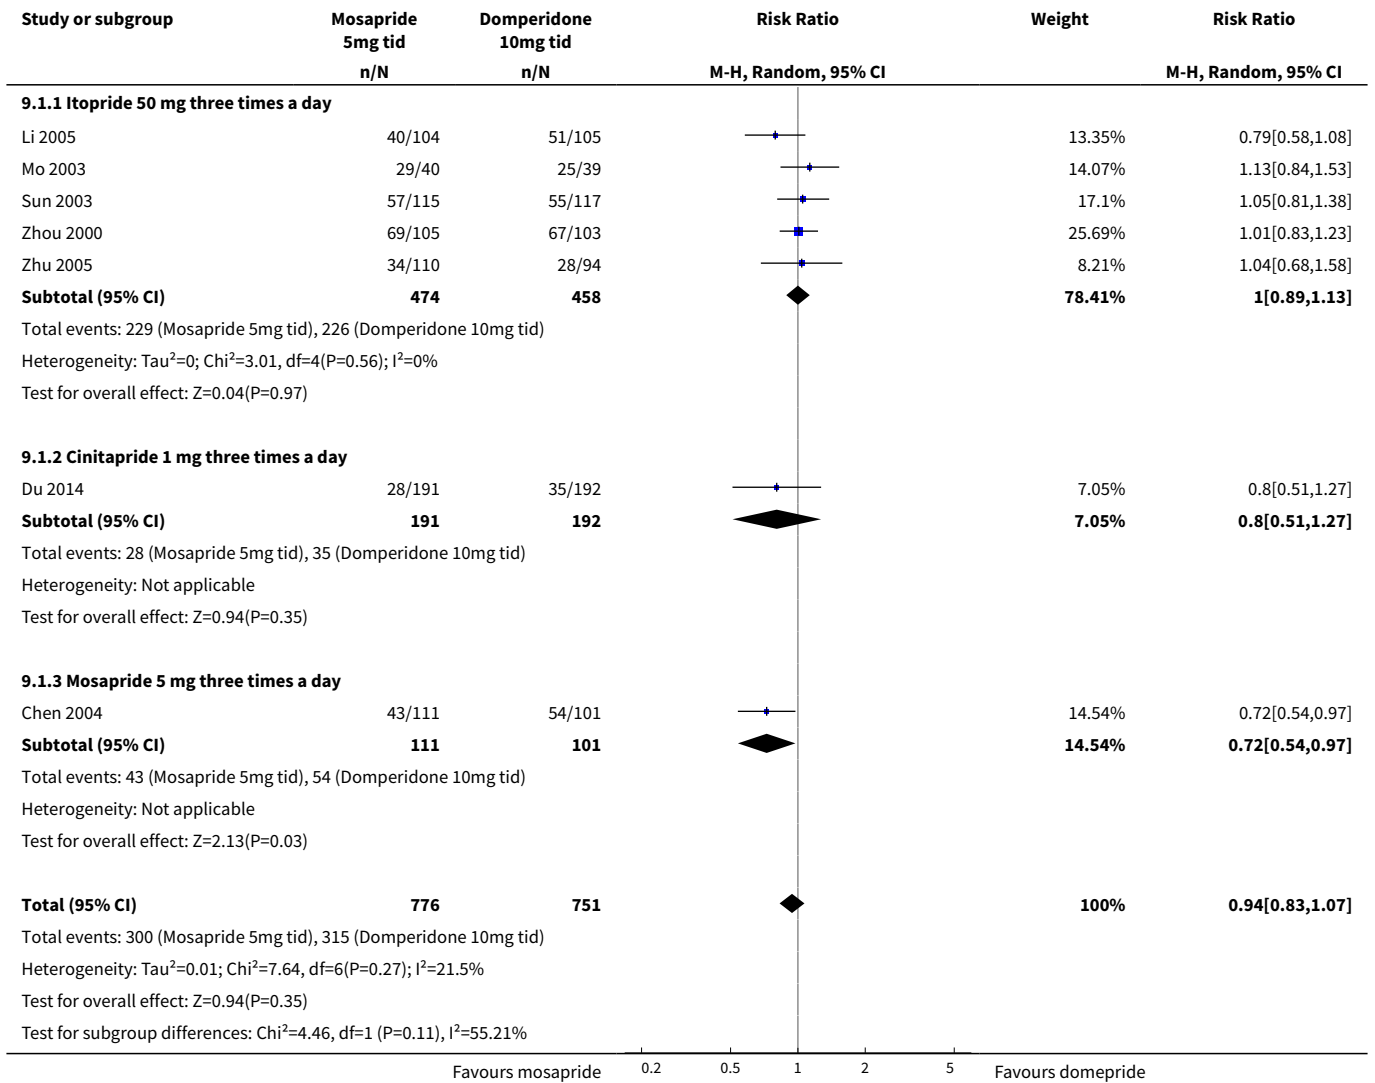 Study or subgroup Mosapride 5mg tid Domperidone 10mg tid Risk Ratio Weight Risk Ratio
n/N n/N M-H, Random, 95% CI M-H, Random, 95% CI
9.1.1 Itopride 50 mg three times a day
Li 2005 40/104 51/105 13.35% 0.79[0.58,1.08]
Mo 2003 29/40 25/39 14.07% 1.13[0.84,1.53]
Sun 2003 57/115 55/117 17.1% 1.05[0.81,1.38]
Zhou 2000 69/105 67/103 25.69% 1.01[0.83,1.23]
Zhu 2005 34/110 28/94 8.21% 1.04[0.68,1.58]
Subtotal (95% CI) 474 458 78.41% 1[0.89,1.13]
Total events: 229 (Mosapride 5mg tid), 226 (Domperidone 10mg tid)
Heterogeneity: Tau²=0; Chi²=3.01, df=4(P=0.56); I²=0%
Test for overall effect: Z=0.04(P=0.97)
9.1.2 Cinitapride 1 mg three times a day
Du 2014 28/191 35/192 7.05% 0.8[0.51,1.27]
Subtotal (95% CI) 191 192 7.05% 0.8[0.51,1.27]
Total events: 28 (Mosapride 5mg tid), 35 (Domperidone 10mg tid)
Heterogeneity: Not applicable
Test for overall effect: Z=0.94(P=0.35)
9.1.3 Mosapride 5 mg three times a day
Chen 2004 43/111 54/101 14.54% 0.72[0.54,0.97]
Subtotal (95% CI) 111 101 14.54% 0.72[0.54,0.97]
Total events: 43 (Mosapride 5mg tid), 54 (Domperidone 10mg tid)
Heterogeneity: Not applicable
Test for overall effect: Z=2.13(P=0.03)
Total (95% CI) 776 751 100% 0.94[0.83,1.07]
Total events: 300 (Mosapride 5mg tid), 315 (Domperidone 10mg tid)
Heterogeneity: Tau²=0.01; Chi²=7.64, df=6(P=0.27); I²=21.5%
Test for overall effect: Z=0.94(P=0.35)
Test for subgroup differences: Chi²=4.46, df=1 (P=0.11), I²=55.21%
Favours mosapride 0.2 0.5 1 2 5 Favours domepride